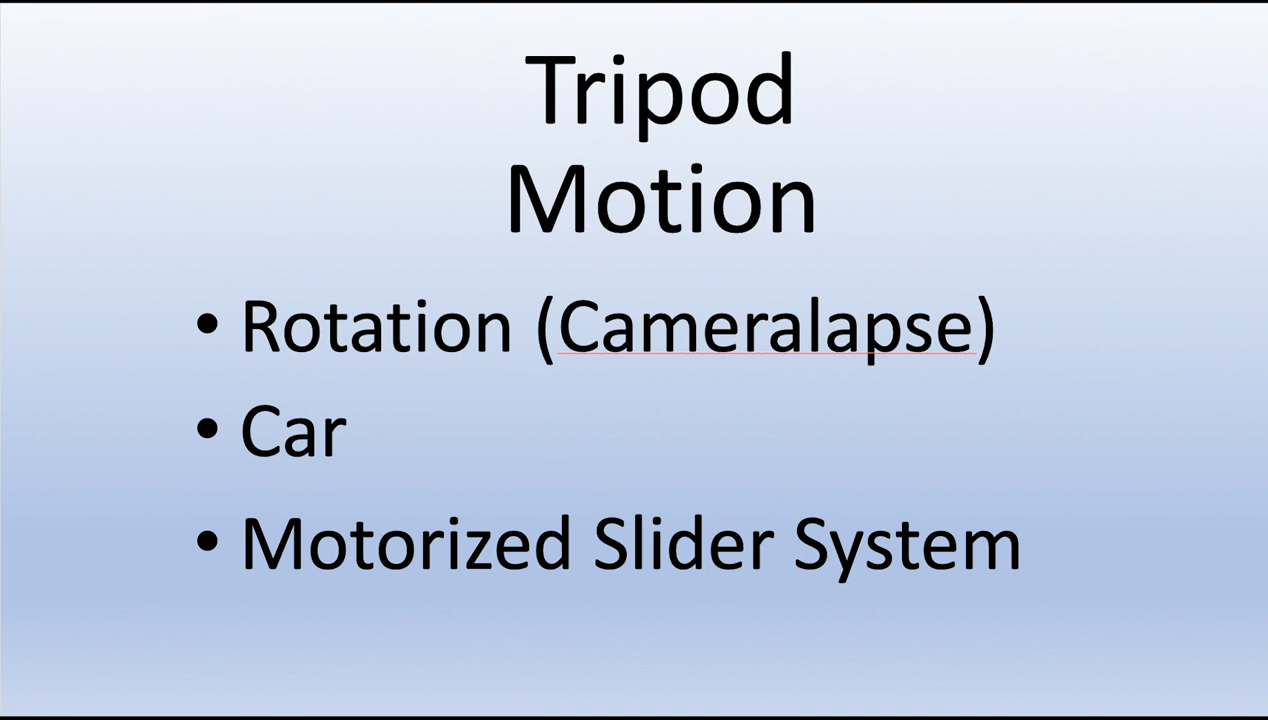 Tripod
Motion
• Rotation (Cameralapse)
• Car
• Motorized Slider System